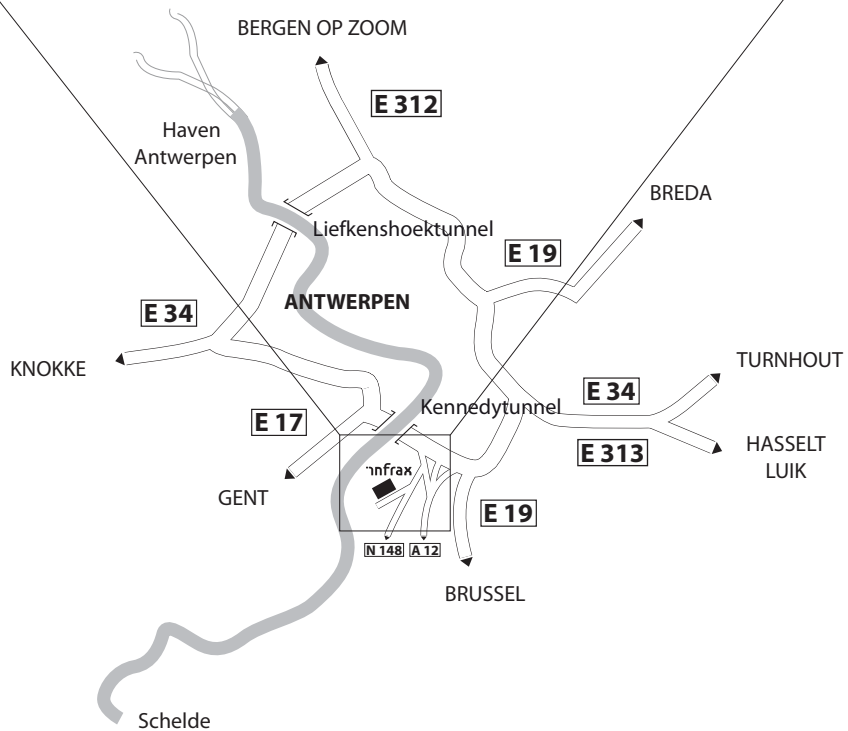 BERGEN OP ZOOM
E 312
Haven
Antwerpen
BREDA
Liefkenshoektunnel
E 19
ANTWERPEN
E 34
KNOKKE
TURNHOUT
E 34
Kennedytunnel
E 17
E 313
HASSELT
LUIK
infrax
GENT
E 19
N 148
A 12
BRUSSEL
Schelde